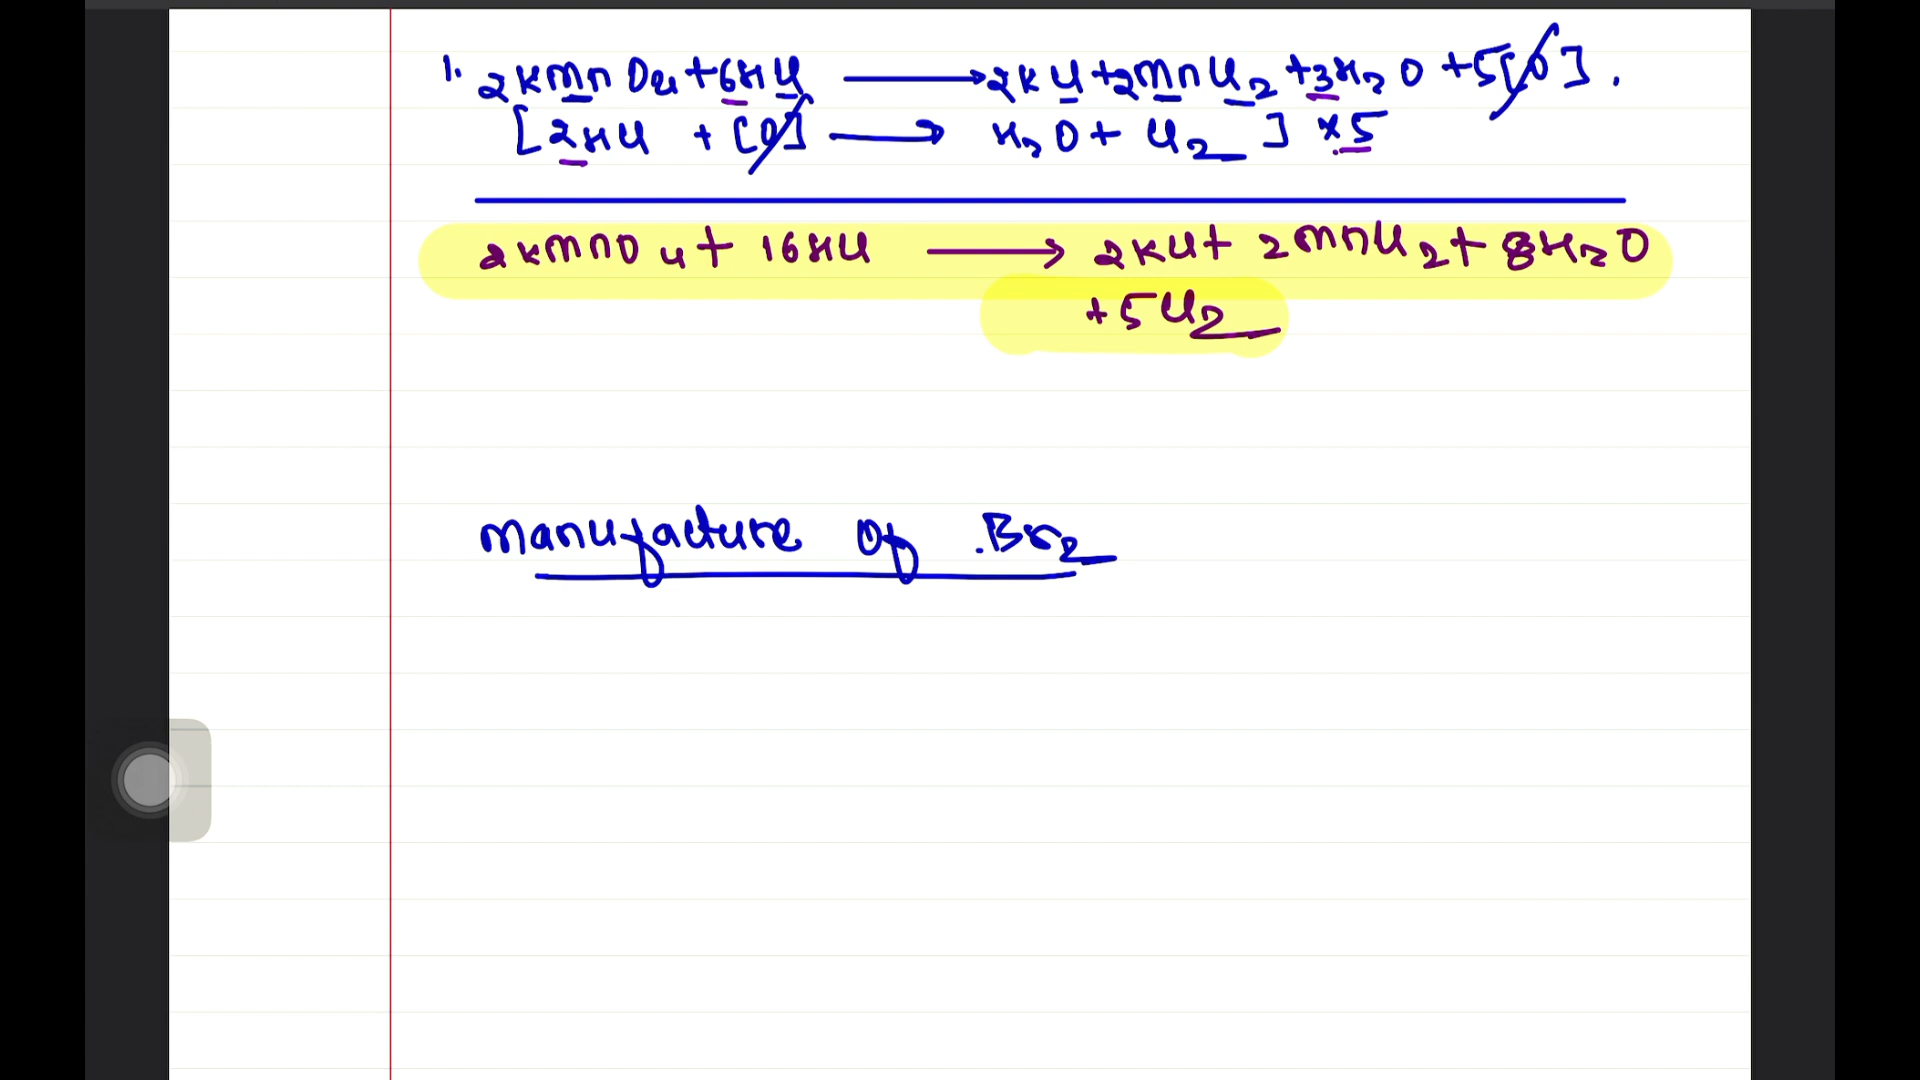 1. 2KMnO4 + 6HCl ⟶ 2KCl + 2MnCl2 + 3H2O + 5[O].
[2HCl + [O] ⟶ H2O + Cl2] × 5
2KMnO4 + 16HCl ⟶ 2KCl + 2MnCl2 + 8H2O
+ 5Cl2
manufacture of Br2